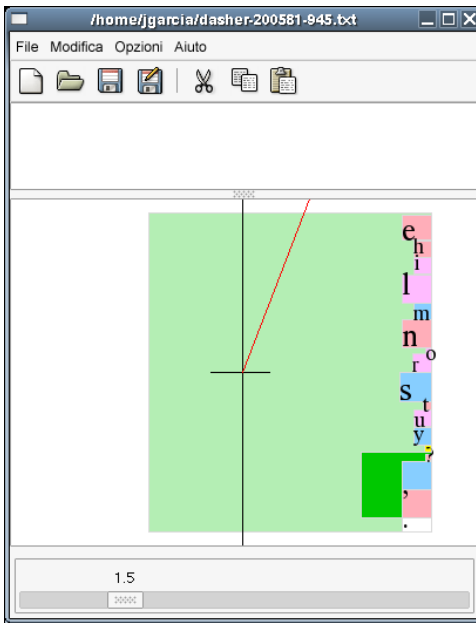 /home/jgarcia/dasher-200581-945.txt
File Modifica Opzioni Aiuto
e
h
i
l
m
n
o
r
s
t
u
y
?
,
.
1.5